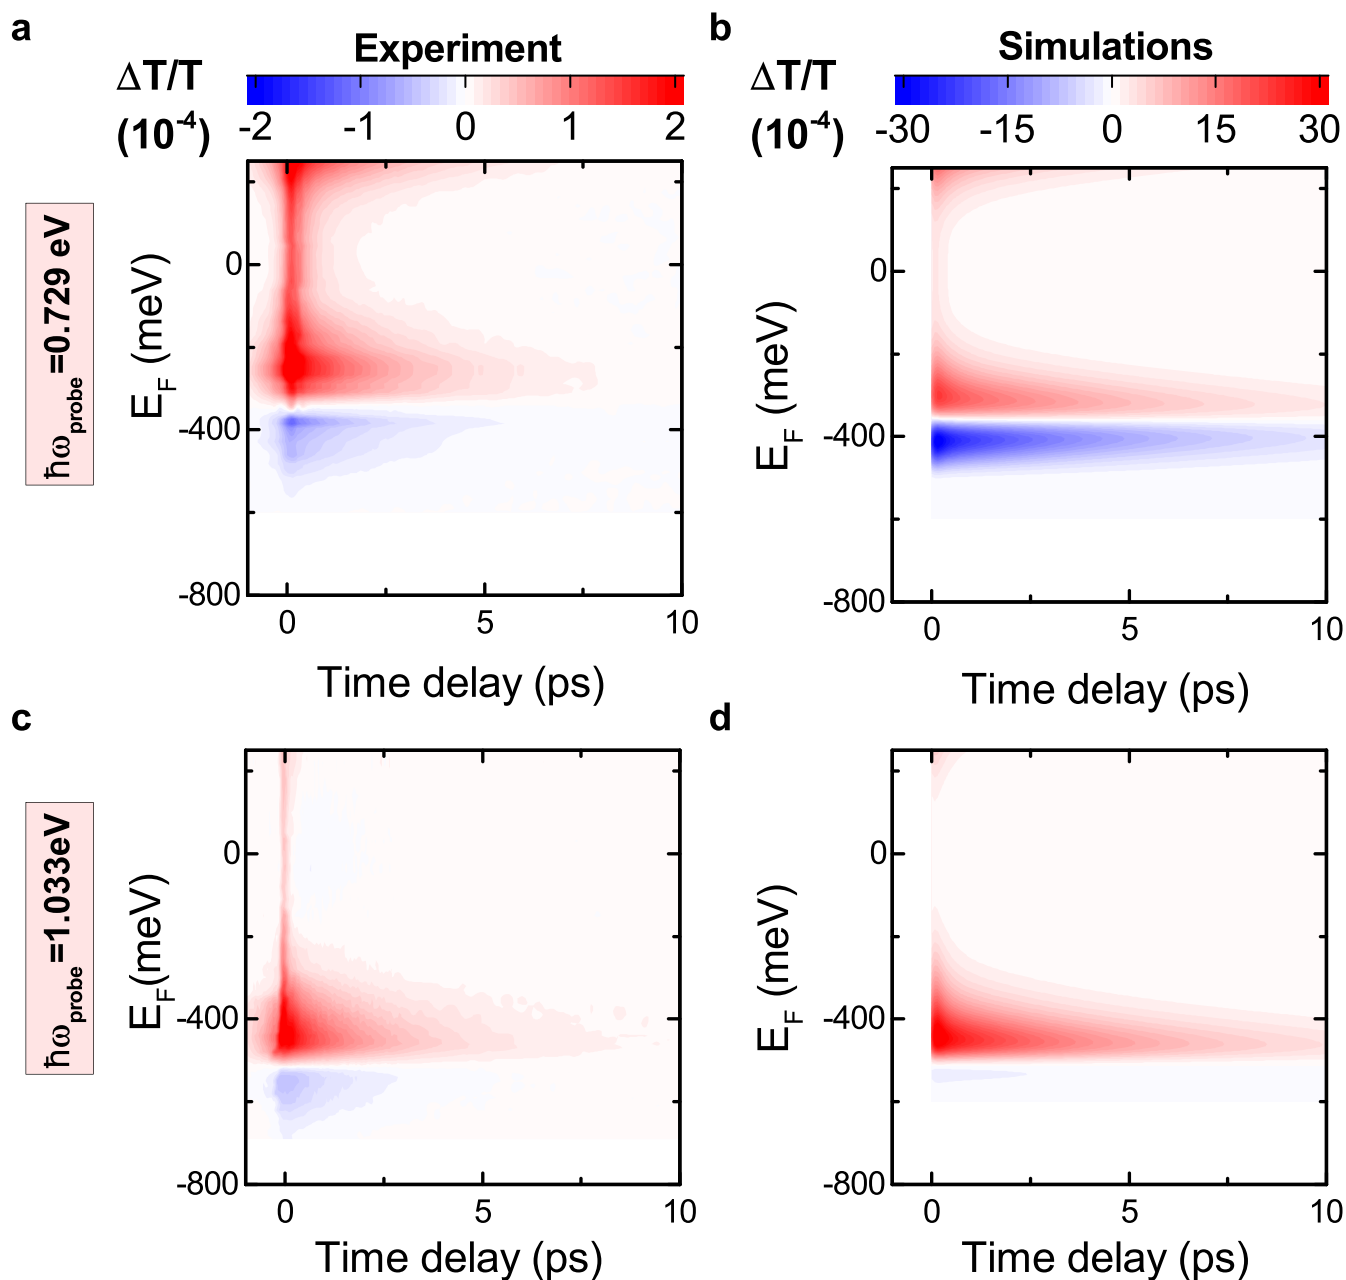 a
Experiment
ΔT/T
(10⁻⁴)
-2 -1 0 1 2
b
Simulations
ΔT/T
(10⁻⁴)
-30 -15 0 15 30
ħω_probe=0.729 eV
E_F (meV)
0
-400
-800
0 5 10
Time delay (ps)
E_F (meV)
0
-400
-800
0 5 10
Time delay (ps)
c
ħω_probe=1.033eV
E_F(meV)
0
-400
-800
0 5 10
Time delay (ps)
d
E_F (meV)
0
-400
-800
0 5 10
Time delay (ps)